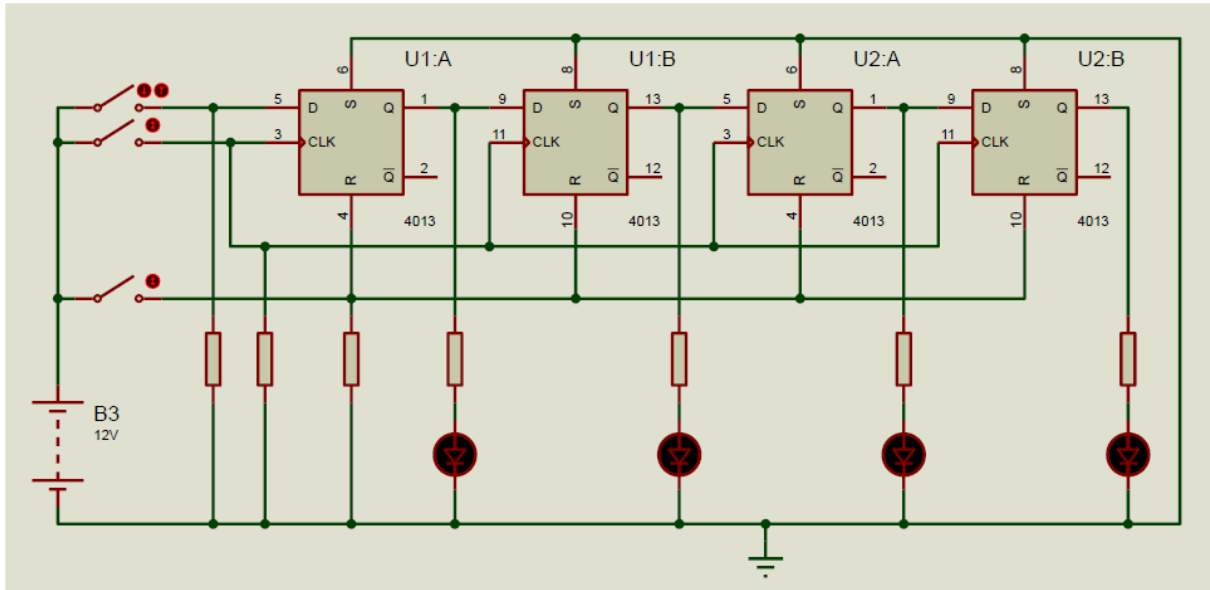 U1:A U1:B U2:A U2:B
6 8 6 8
5 D S Q 1 9 D S Q 13 5 D S Q 1 9 D S Q 13
3 CLK 11 CLK 3 CLK 11 CLK
R Q 2 R Q 12 R Q 2 R Q 12
4 4013 10 4013 4 4013 10 4013
B3
12V